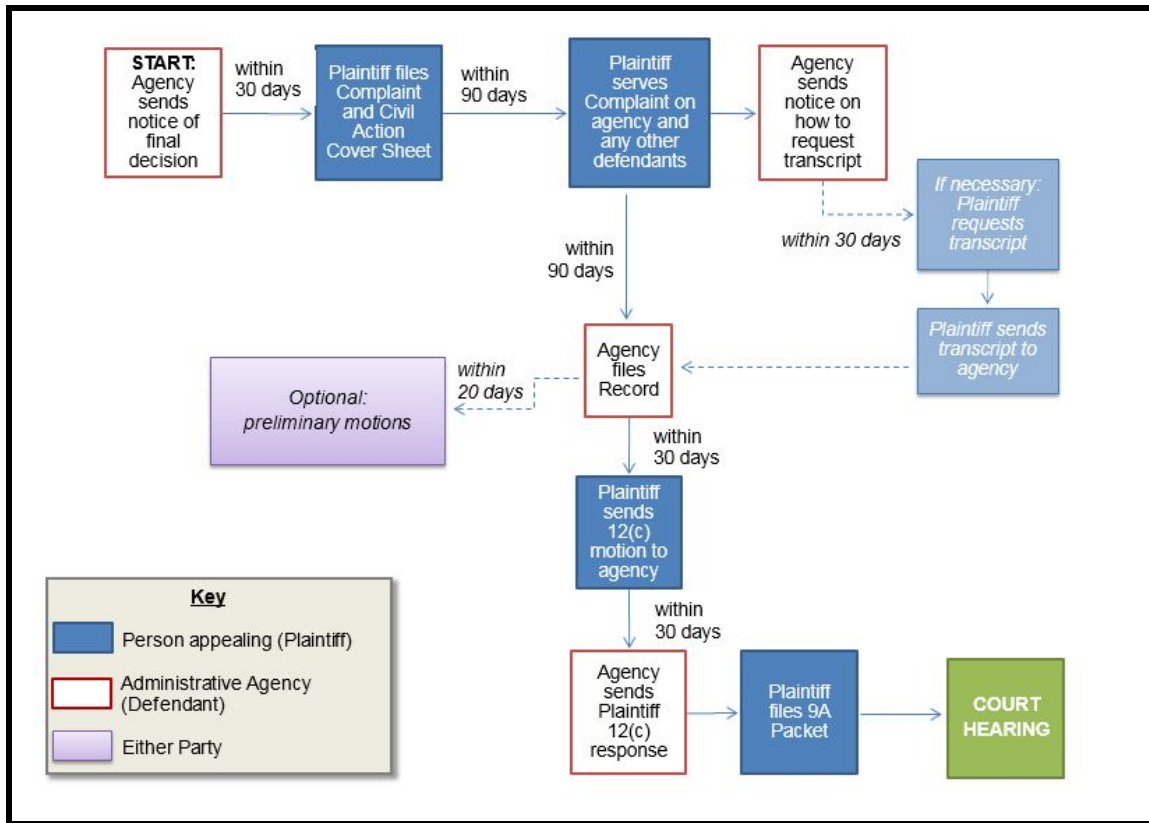 START:
Agency
sends
notice of
final
decision
within
30 days
Plaintiff files
Complaint
and Civil
Action
Cover Sheet
within
90 days
Plaintiff
serves
Complaint on
agency and
any other
defendants
Agency
sends
notice on
how to
request
transcript
within 30 days
If necessary:
Plaintiff
requests
transcript
Plaintiff sends
transcript to
agency
within
90 days
Agency
files
Record
within
20 days
Optional:
preliminary motions
within
30 days
Plaintiff
sends
12(c)
motion to
agency
within
30 days
Agency
sends
Plaintiff
12(c)
response
Plaintiff
files 9A
Packet
COURT
HEARING
Key
Person appealing (Plaintiff)
Administrative Agency
(Defendant)
Either Party